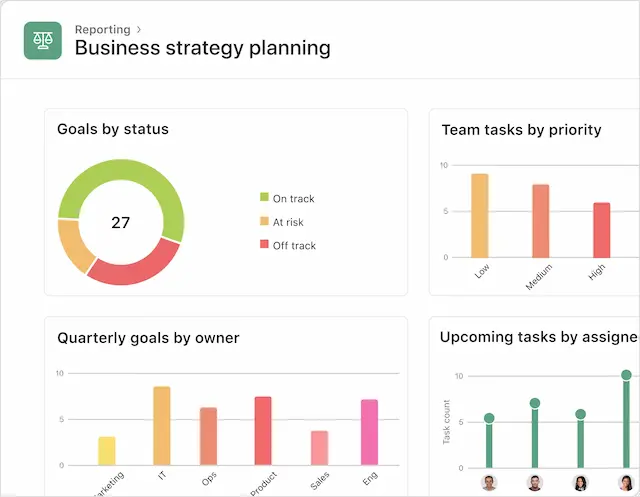 Reporting >
Business strategy planning
Goals by status
27
On track
At risk
Off track
Team tasks by priority
10
5
0
Low
Medium
High
Quarterly goals by owner
10
5
0
arketing
IT
Ops
Product
Sales
Eng
Upcoming tasks by assigne
Task count
10
5
0